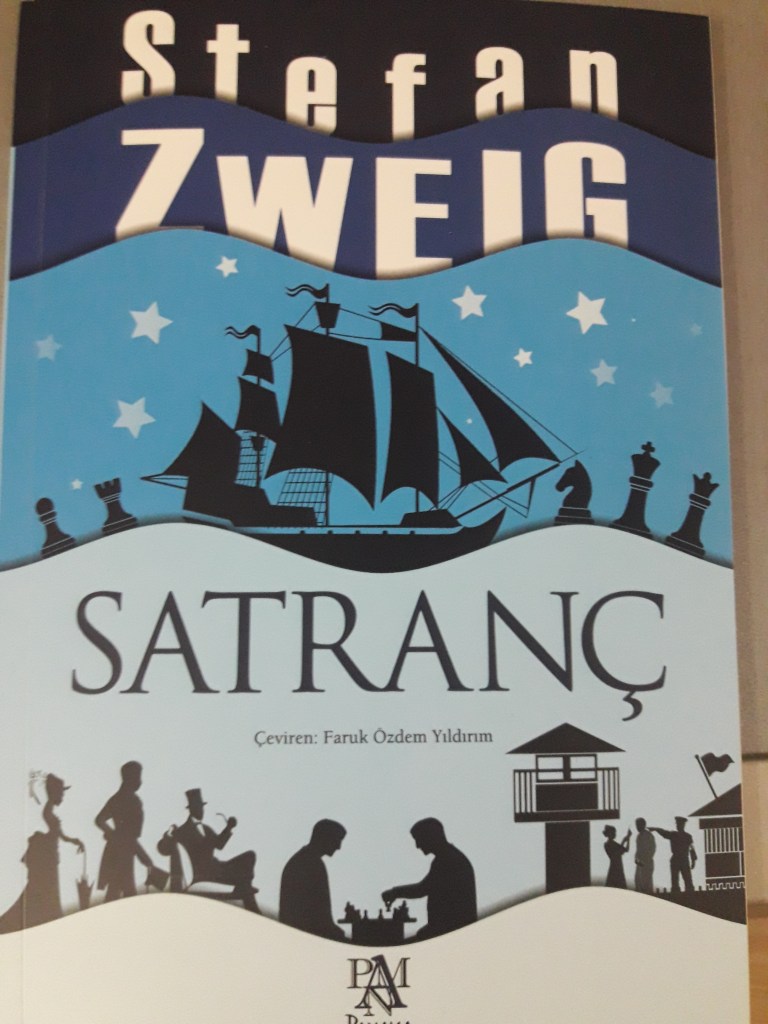 Stefan
ZWEIG
SATRANÇ
Çeviren: Faruk Özdem Yıldırım